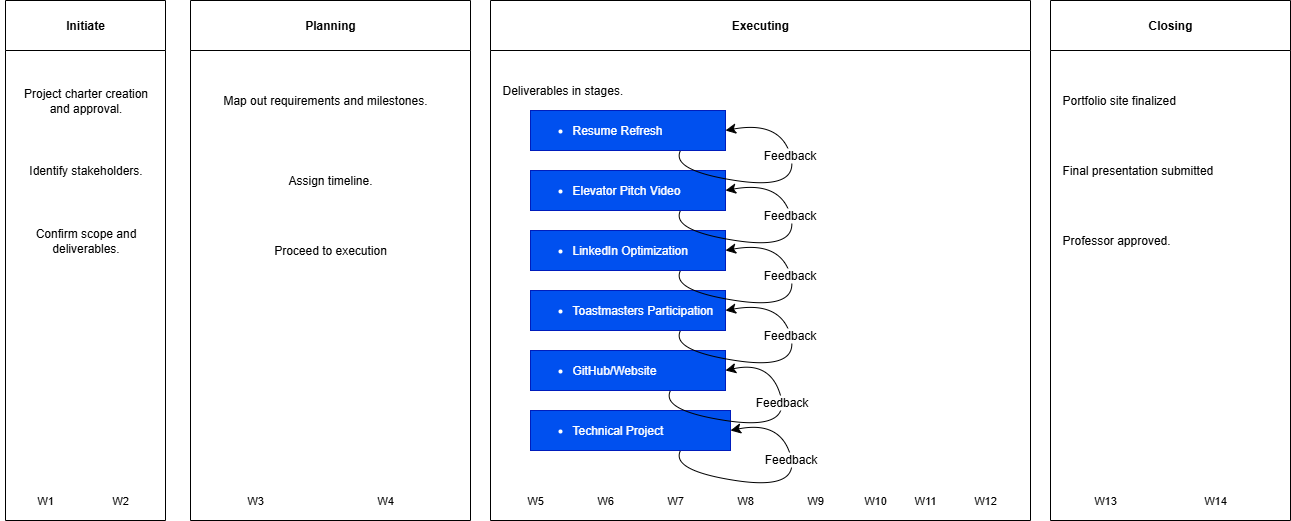 Initiate
Project charter creation
and approval.
Identify stakeholders.
Confirm scope and
deliverables.
W1 W2
Planning
Map out requirements and milestones.
Assign timeline.
Proceed to execution
W3 W4
Executing
Deliverables in stages.
• Resume Refresh
Feedback
• Elevator Pitch Video
Feedback
• LinkedIn Optimization
Feedback
• Toastmasters Participation
Feedback
• GitHub/Website
Feedback
• Technical Project
Feedback
W5 W6 W7 W8 W9 W10 W11 W12
Closing
Portfolio site finalized
Final presentation submitted
Professor approved.
W13 W14